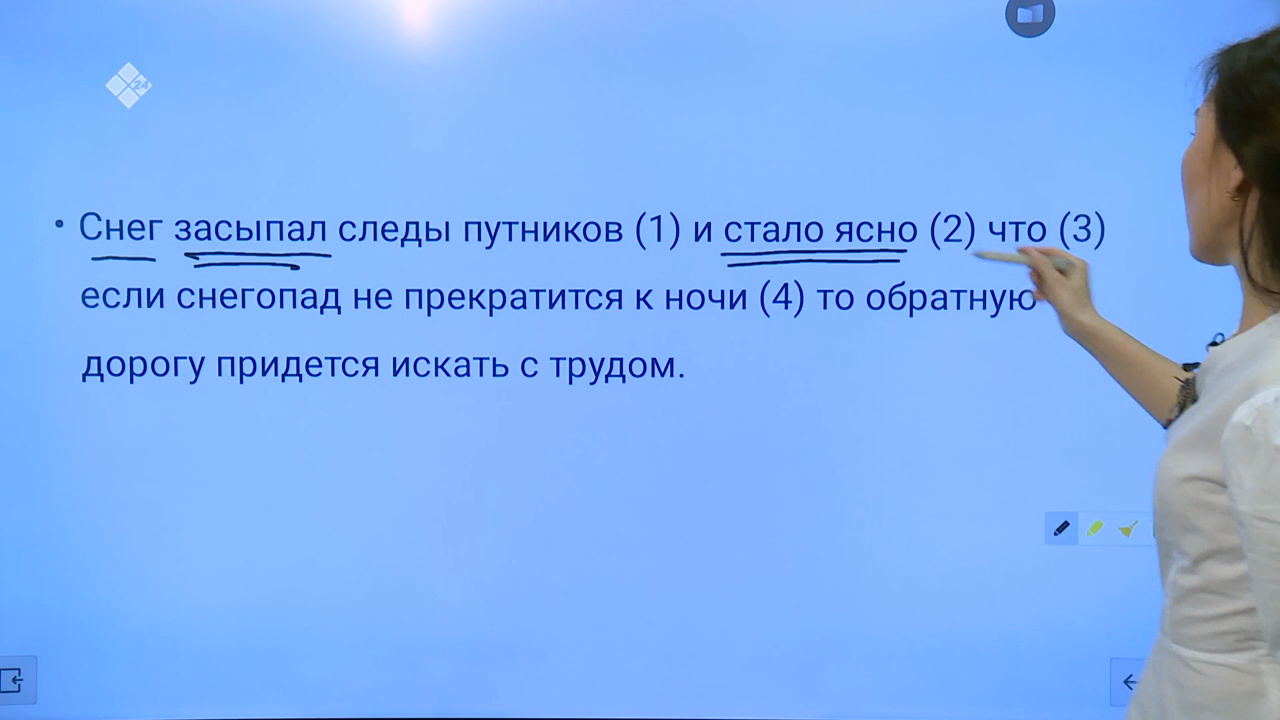 24
• Снег засыпал следы путников (1) и стало ясно (2) что (3)
если снегопад не прекратится к ночи (4) то обратную
дорогу придется искать с трудом.